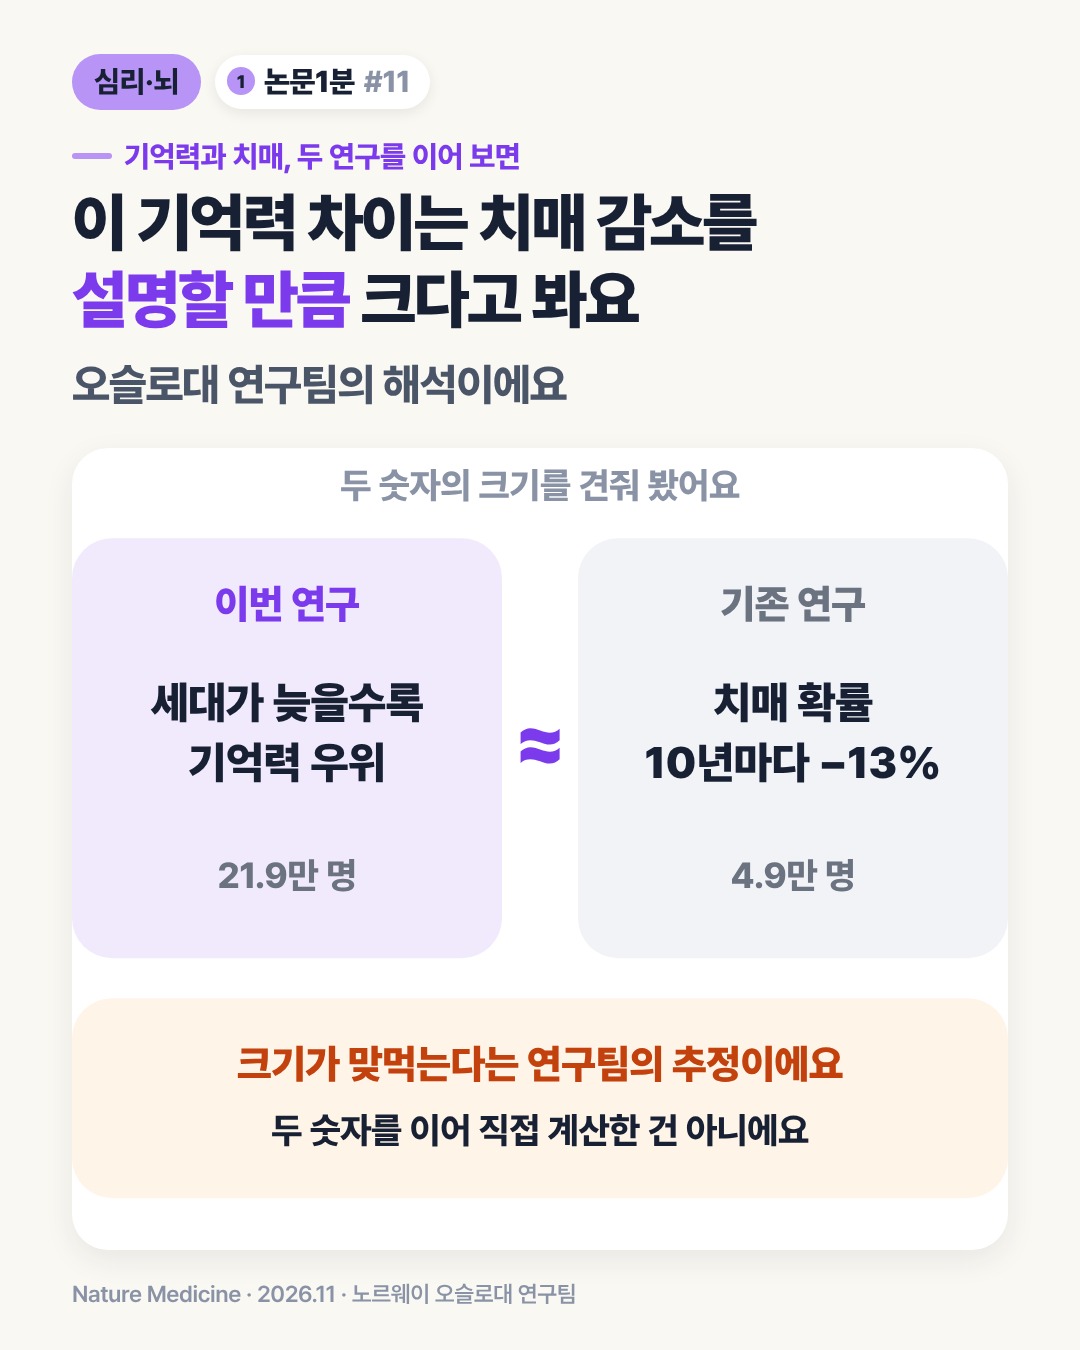 심리·뇌
1 논문1분 #11
기억력과 치매, 두 연구를 이어 보면
이 기억력 차이는 치매 감소를
설명할 만큼 크다고 봐요
오슬로대 연구팀의 해석이에요
두 숫자의 크기를 견줘 봤어요
이번 연구
세대가 늦을수록
기억력 우위
21.9만 명
≈
기존 연구
치매 확률
10년마다 –13%
4.9만 명
크기가 맞먹는다는 연구팀의 추정이에요
두 숫자를 이어 직접 계산한 건 아니에요
Nature Medicine · 2026.11 · 노르웨이 오슬로대 연구팀